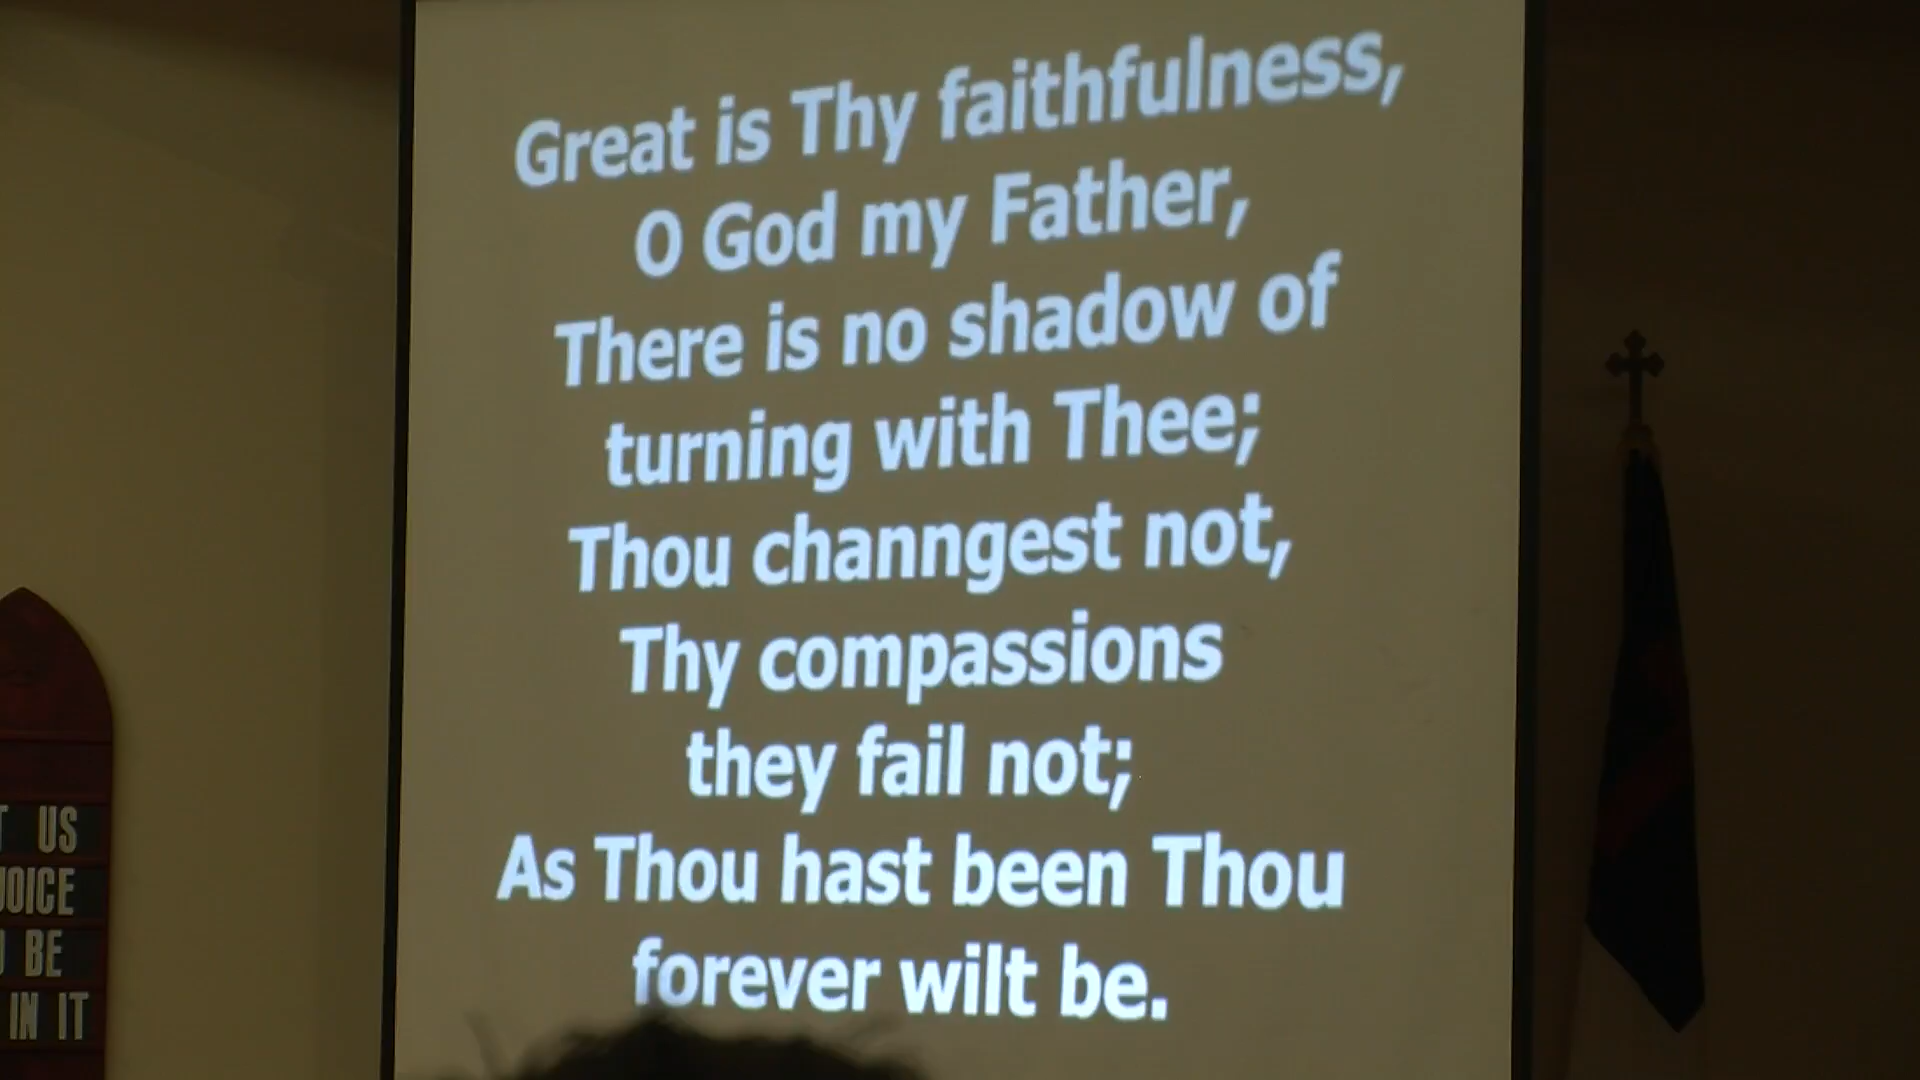 Great is Thy faithfulness,
O God my Father,
There is no shadow of
turning with Thee;
Thou channgest not,
Thy compassions
they fail not;
As Thou hast been Thou
forever wilt be.
US
BE
IN IT